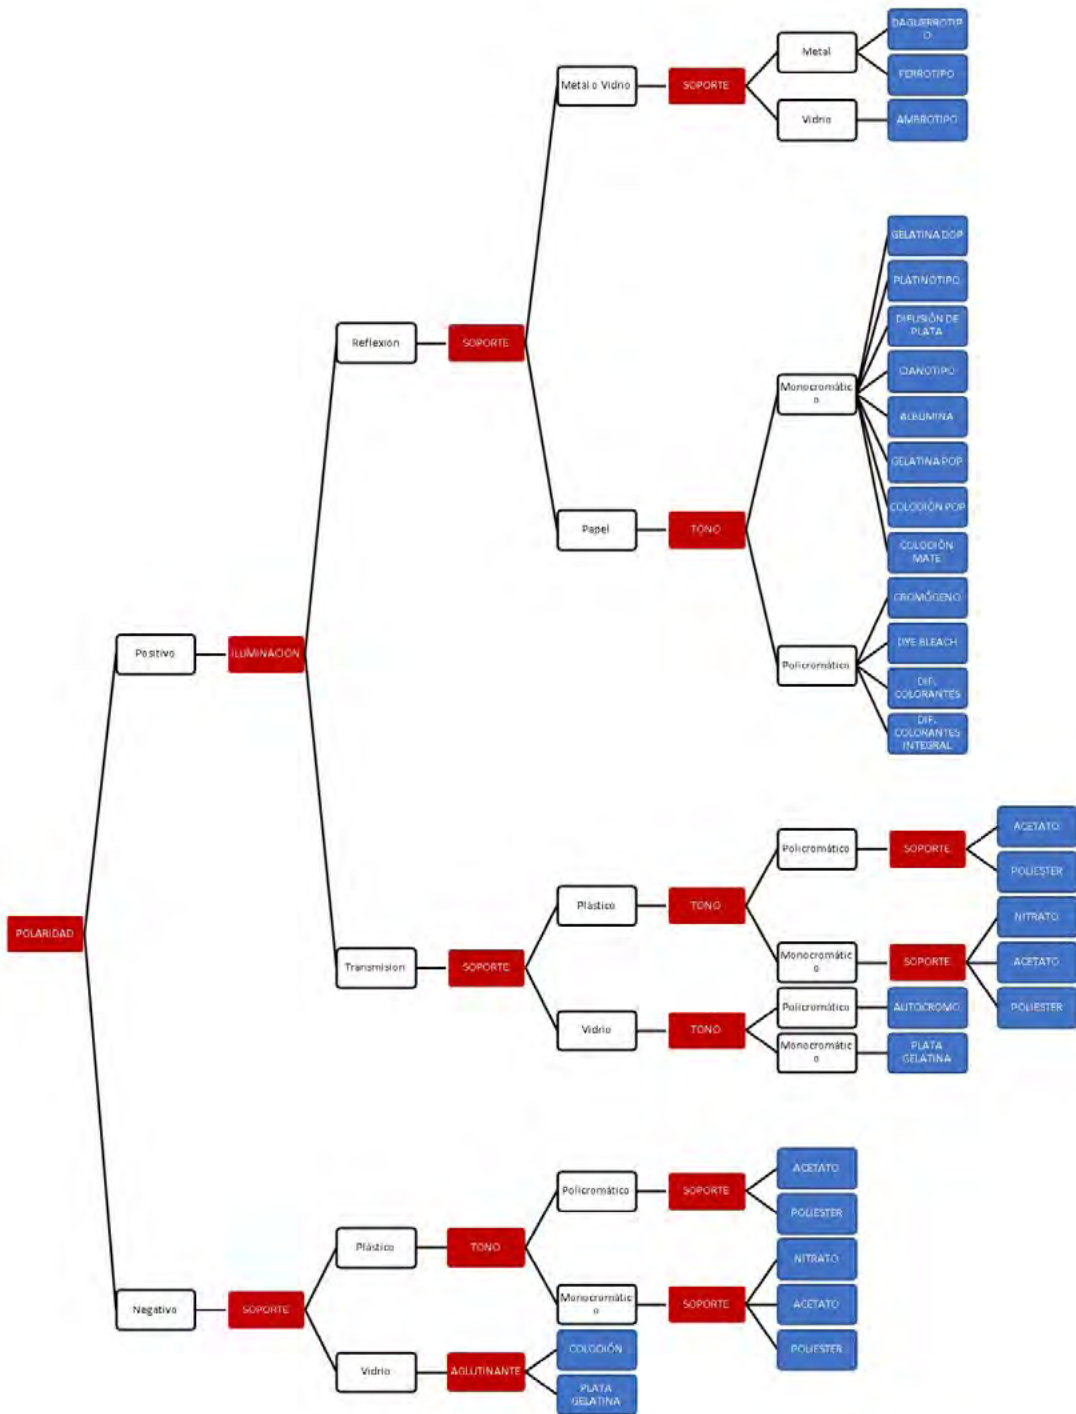 DAGUERROTIP
O
Metal
FERROTIPO
Metal o Vidrio
SOPORTE
Vidrio
AMBROTIPO
GELATINA DOP
PLATINOTIPO
DIFUSIÓN DE
PLATA
Reflexion
SOPORTE
CIANOTIPO
Monocromátic
o
ALBÚMINA
GELATINA POP
COLODIÓN POP
Papel
TONO
COLODIÓN
MATE
CROMÓGENO
DYE BLEACH
Positivo
ILUMINACION
Policromático
DIF.
COLORANTES
DIF.
COLORANTES
INTEGRAL
ACETATO
Policromático
SOPORTE
POLIESTER
Plástico
TONO
NITRATO
POLARIDAD
Transmision
SOPORTE
Monocromátic
o
SOPORTE
ACETATO
POLIESTER
Policromático
AUTOCROMO
Vidrio
TONO
Monocromátic
o
PLATA
GELATINA
ACETATO
Policromático
SOPORTE
POLIESTER
Plástico
TONO
NITRATO
Monocromátic
o
SOPORTE
ACETATO
Negativo
SOPORTE
POLIESTER
COLODIÓN
Vidrio
AGLUTINANTE
PLATA
GELATINA